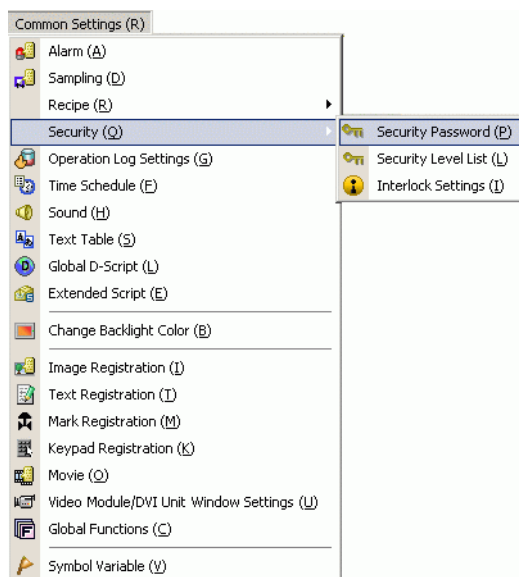 Common Settings (R)
Alarm (A)
Sampling (D)
Recipe (R)
Security (Q)
Security Password (P)
Security Level List (L)
Interlock Settings (I)
Operation Log Settings (G)
Time Schedule (F)
Sound (H)
Text Table (S)
Global D-Script (L)
Extended Script (E)
Change Backlight Color (B)
Image Registration (I)
Text Registration (T)
Mark Registration (M)
Keypad Registration (K)
Movie (O)
Video Module/DVI Unit Window Settings (U)
Global Functions (C)
Symbol Variable (V)